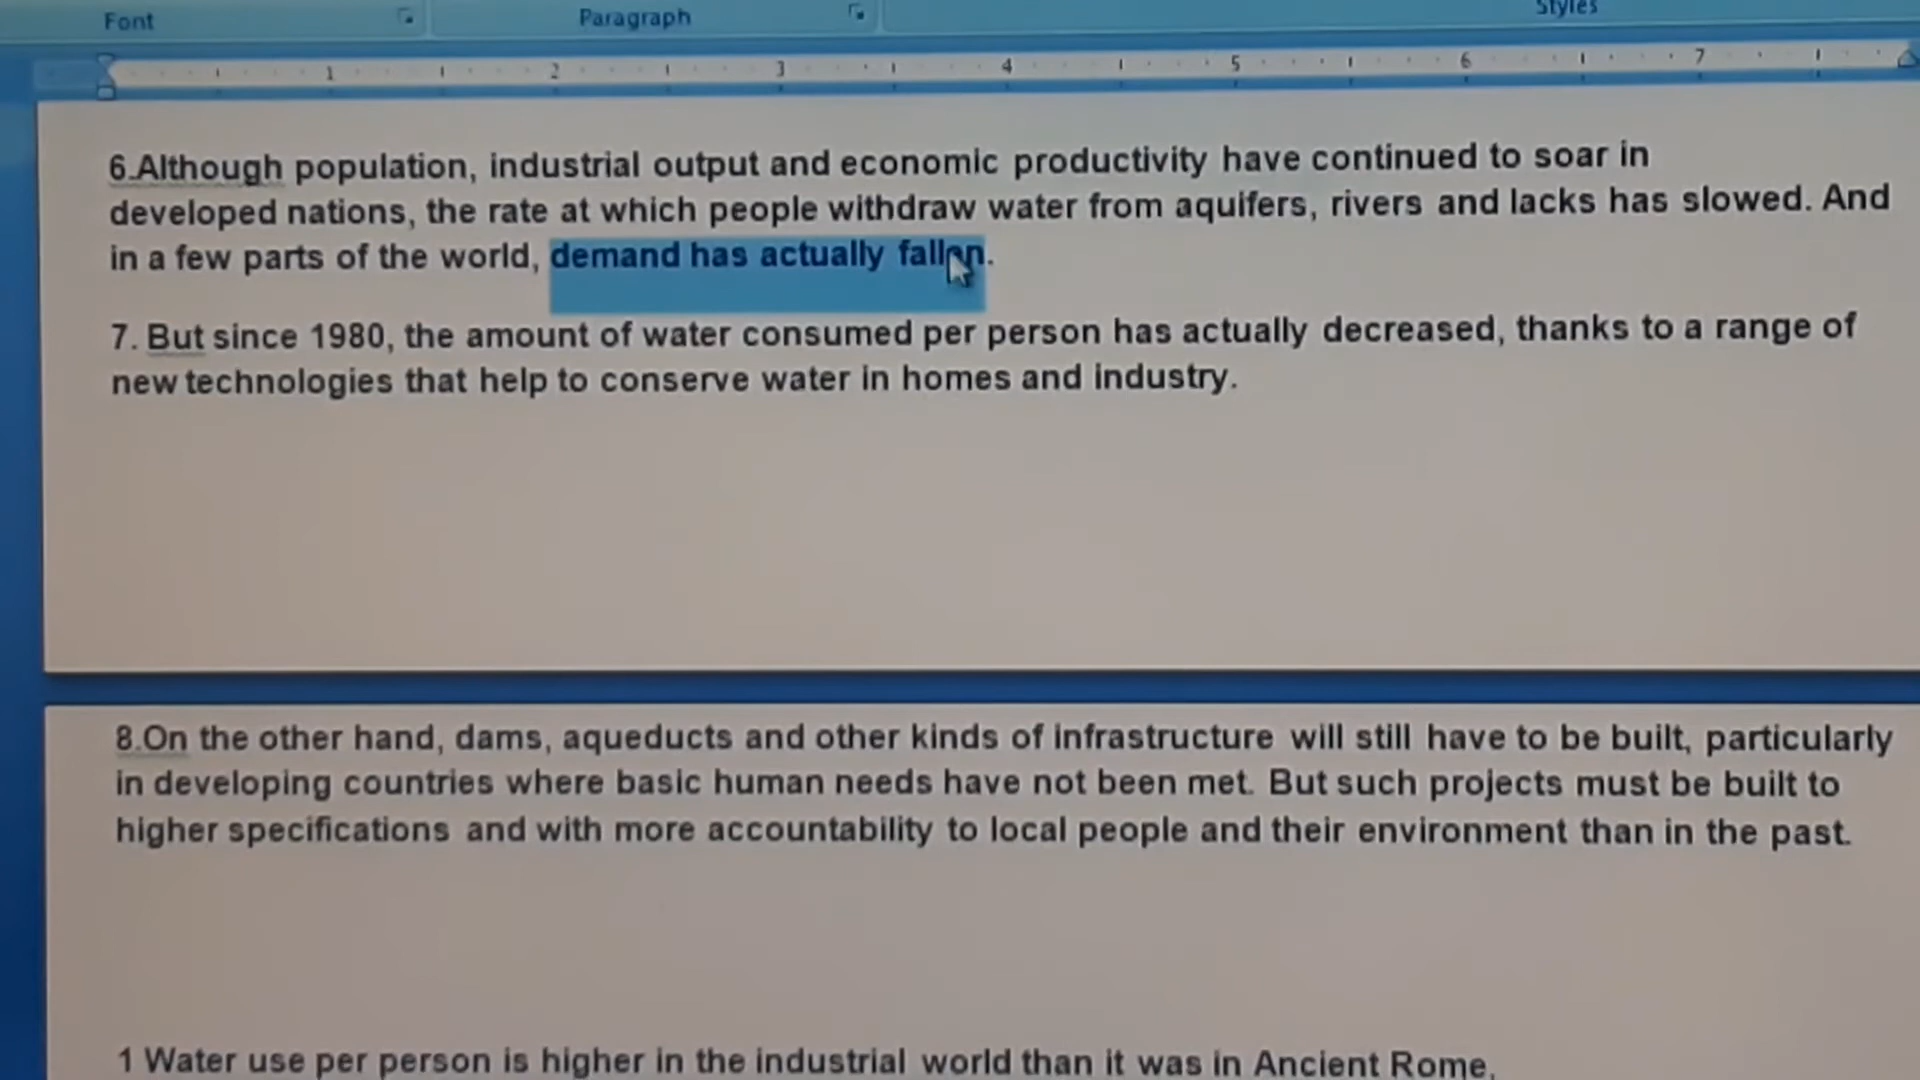 Font Paragraph Styles
1 2 3 4 5 6 7
6.Although population, industrial output and economic productivity have continued to soar in
developed nations, the rate at which people withdraw water from aquifers, rivers and lacks has slowed. And
in a few parts of the world, demand has actually fallen.
7. But since 1980, the amount of water consumed per person has actually decreased, thanks to a range of
new technologies that help to conserve water in homes and industry.
8.On the other hand, dams, aqueducts and other kinds of infrastructure will still have to be built, particularly
in developing countries where basic human needs have not been met. But such projects must be built to
higher specifications and with more accountability to local people and their environment than in the past.
1 Water use per person is higher in the industrial world than it was in Ancient Rome.